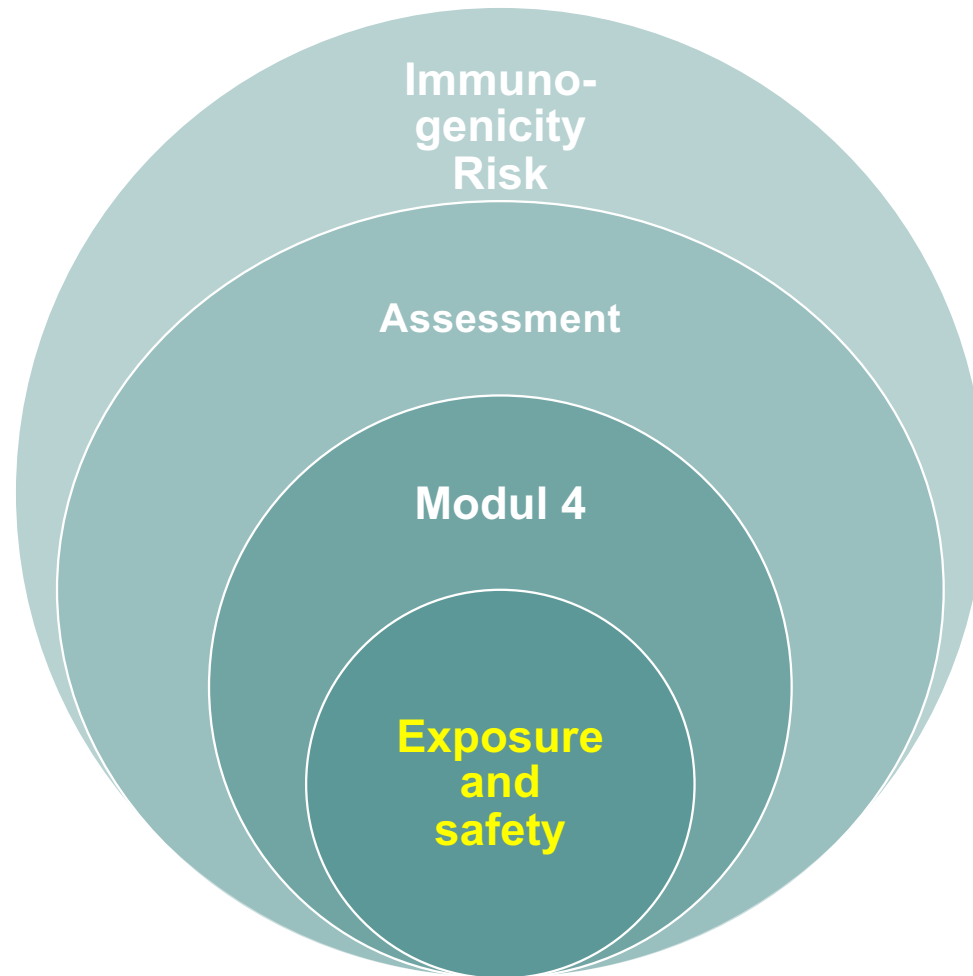 Immuno-
genicity
Risk
Assessment
Modul 4
Exposure
and
safety